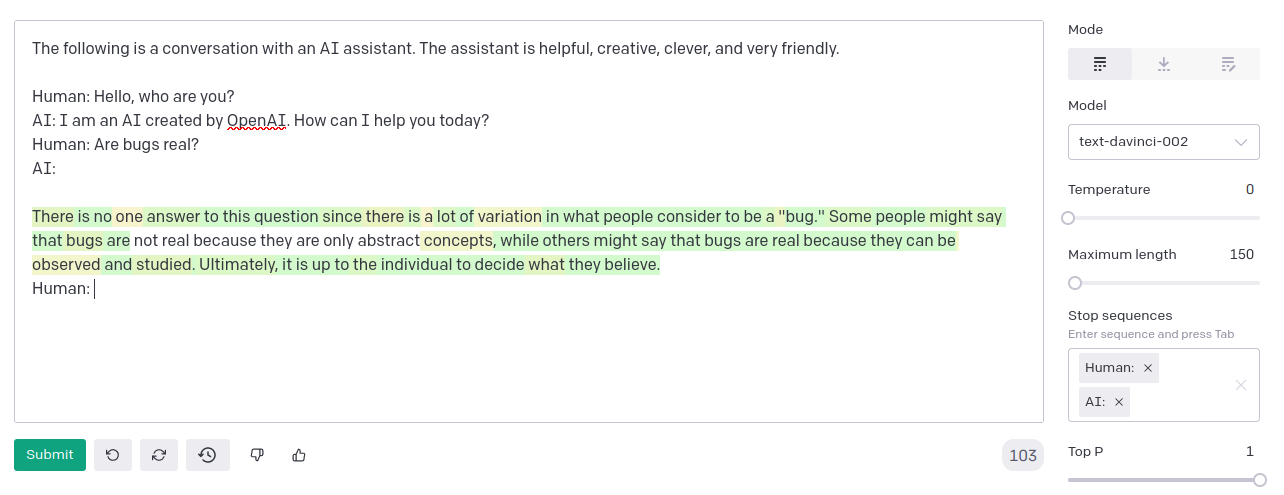 The following is a conversation with an AI assistant. The assistant is helpful, creative, clever, and very friendly.
Human: Hello, who are you?
AI: I am an AI created by OpenAI. How can I help you today?
Human: Are bugs real?
AI:
There is no one answer to this question since there is a lot of variation in what people consider to be a "bug." Some people might say
that bugs are not real because they are only abstract concepts, while others might say that bugs are real because they can be
observed and studied. Ultimately, it is up to the individual to decide what they believe.
Human:
Submit
103
Mode
Model
text-davinci-002
Temperature 0
Maximum length 150
Stop sequences
Enter sequence and press Tab
Human: ×
AI: ×
Top P 1